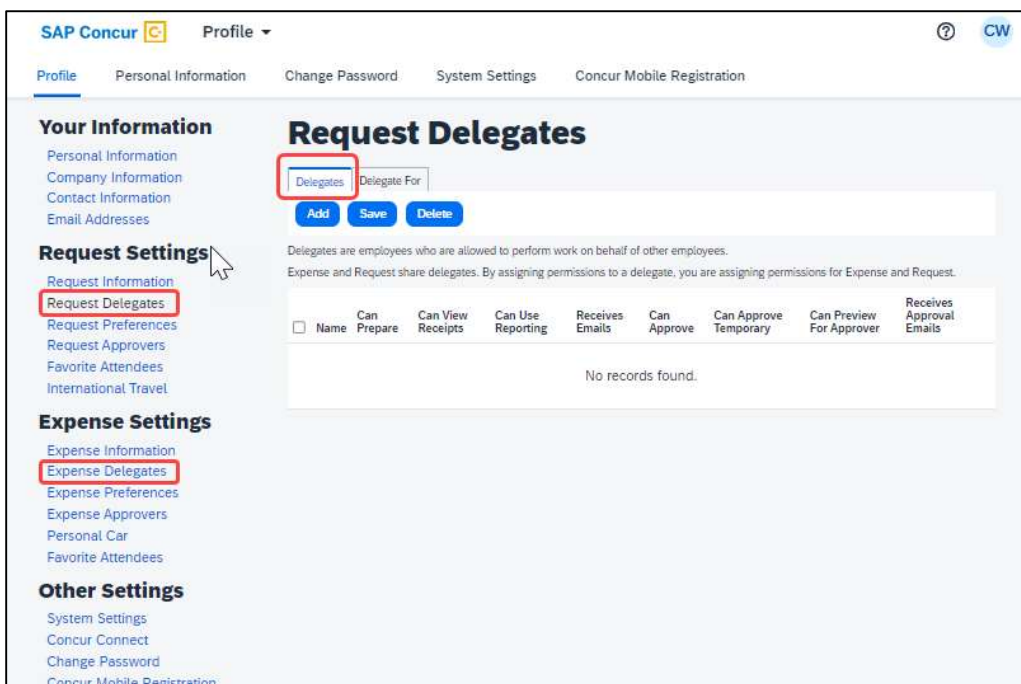 SAP Concur C Profile
CW
Profile Personal Information Change Password System Settings Concur Mobile Registration
Your Information
Personal Information
Company Information
Contact Information
Email Addresses
Request Settings
Request Information
Request Delegates
Request Preferences
Request Approvers
Favorite Attendees
International Travel
Expense Settings
Expense Information
Expense Delegates
Expense Preferences
Expense Approvers
Personal Car
Favorite Attendees
Other Settings
System Settings
Concur Connect
Change Password
Concur Mobile Registration
Request Delegates
Delegates Delegate For
Add Save Delete
Delegates are employees who are allowed to perform work on behalf of other employees.
Expense and Request share delegates. By assigning permissions to a delegate, you are assigning permissions for Expense and Request.
Name Can Prepare Can View Receipts Can Use Reporting Receives Emails Can Approve Can Approve Temporary Can Preview For Approver Receives Approval Emails
No records found.